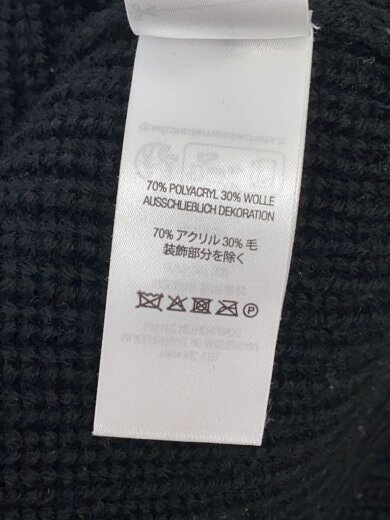 70% POLYACRYL 30% WOLLE
AUSSCHLIEßLICH DEKORATION
70% アクリル 30% 毛
装飾部分を除く
P